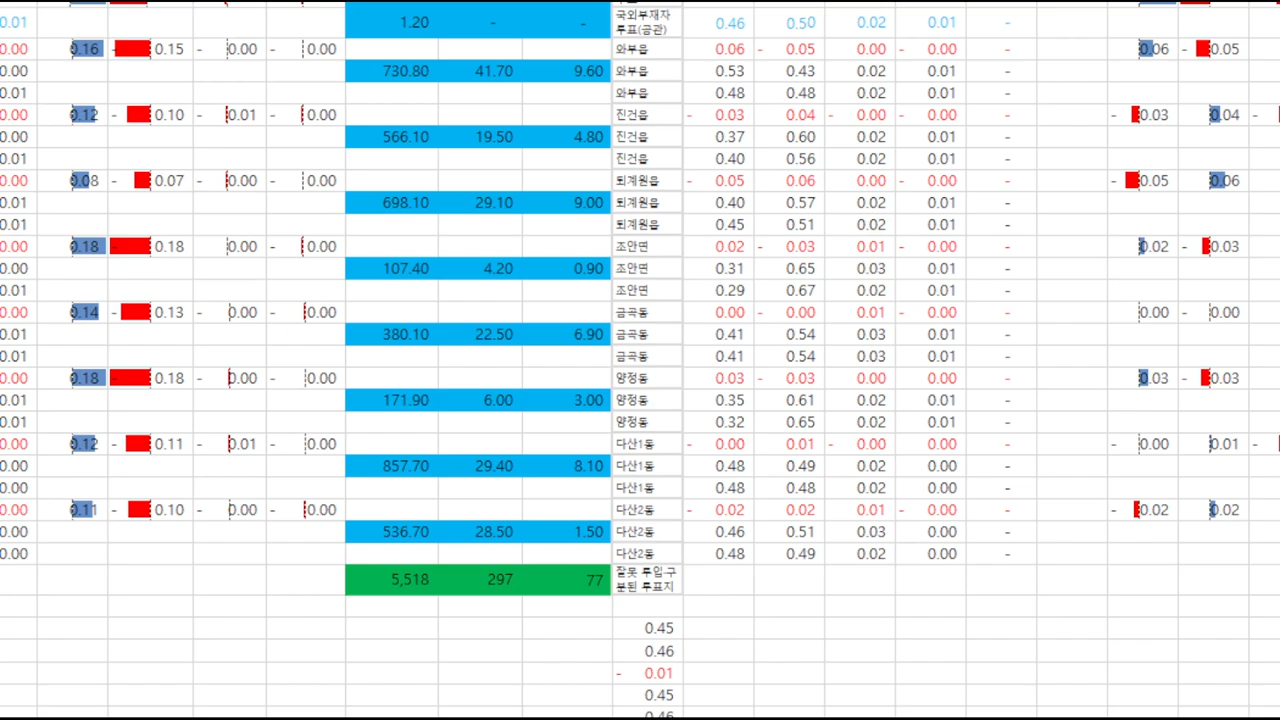 0.01 1.20 - - 국외부재자 0.46 0.50 0.02 0.01 -
투표(공관)
0.00 0.16 - 0.15 - 0.00 - 0.00 와부읍 0.06 - 0.05 0.00 - 0.00 - 0.06 - 0.05
0.00 730.80 41.70 9.60 와부읍 0.53 0.43 0.02 0.01 -
0.01 와부읍 0.48 0.48 0.02 0.01 -
0.00 0.12 - 0.10 - 0.01 - 0.00 진건읍 - 0.03 0.04 - 0.00 - 0.00 - - 0.03 0.04 -
0.00 566.10 19.50 4.80 진건읍 0.37 0.60 0.02 0.01 -
0.01 진건읍 0.40 0.56 0.02 0.01 -
0.00 0.08 - 0.07 - 0.00 - 0.00 퇴계원읍 - 0.05 0.06 0.00 - 0.00 - - 0.05 0.06
0.00 698.10 29.10 9.00 퇴계원읍 0.40 0.57 0.02 0.01 -
0.01 퇴계원읍 0.45 0.51 0.02 0.01 -
0.00 0.18 - 0.18 0.00 - 0.00 조안면 0.02 - 0.03 0.01 - 0.00 - 0.02 - 0.03
0.00 107.40 4.20 0.90 조안면 0.31 0.65 0.03 0.01 -
0.01 조안면 0.29 0.67 0.02 0.01 -
0.00 0.14 - 0.13 - 0.00 - 0.00 금곡동 0.00 - 0.00 0.01 - 0.00 - 0.00 - 0.00
0.01 380.10 22.50 6.90 금곡동 0.41 0.54 0.03 0.01 -
0.01 금곡동 0.41 0.54 0.03 0.01 -
0.00 0.18 - 0.18 - 0.00 - 0.00 양정동 0.03 - 0.03 0.00 0.00 - 0.03 - 0.03
0.01 171.90 6.00 3.00 양정동 0.35 0.61 0.02 0.01 -
0.01 양정동 0.32 0.65 0.02 0.01 -
0.00 0.12 - 0.11 - 0.01 - 0.00 다산1동 - 0.00 0.01 - 0.00 0.00 - - 0.00 0.01 -
0.00 857.70 29.40 8.10 다산1동 0.48 0.49 0.02 0.00 -
0.00 다산1동 0.48 0.48 0.02 0.00 -
0.00 0.11 - 0.10 - 0.00 - 0.00 다산2동 - 0.02 0.02 0.01 - 0.00 - - 0.02 0.02
0.00 536.70 28.50 1.50 다산2동 0.46 0.51 0.03 0.00 -
0.00 다산2동 0.48 0.49 0.02 0.00 -
5,518 297 77 잘못 투입·구
분된 투표지
0.45
0.46
- 0.01
0.45
0.46